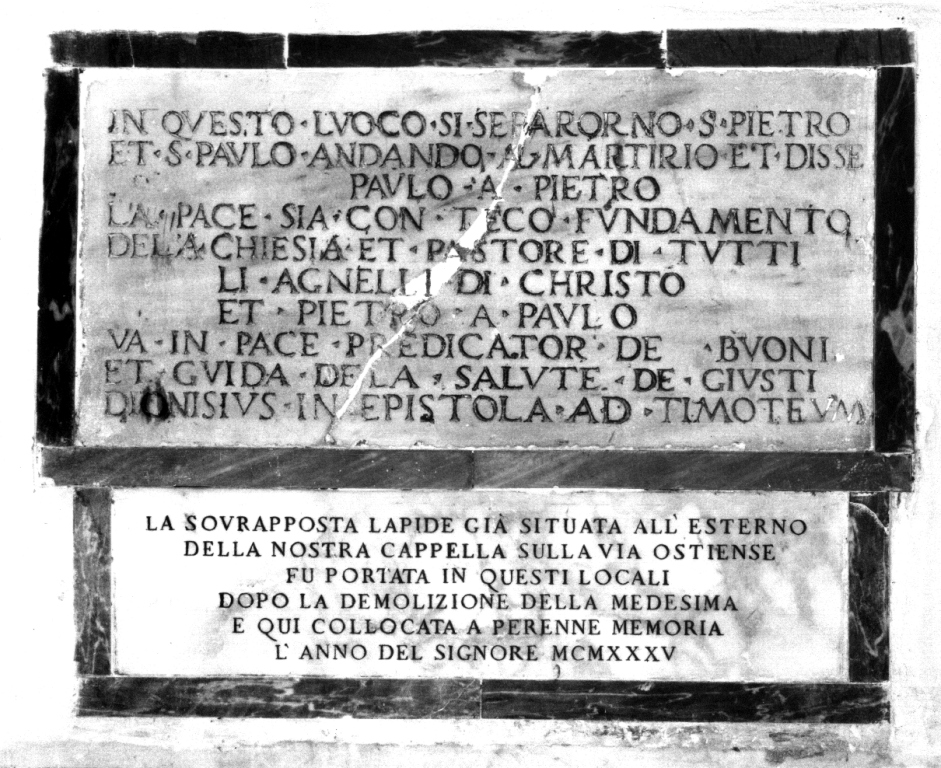 IN QVESTO · LVOCO · SI · SEPARORNO · S · PIETRO
ET · S · PAVLO · ANDANDO · AL MARTIRIO · ET · DISSE
PAVLO · A · PIETRO
LA PACE · SIA · CON · TECO · FVNDAMENTO
DELA CHIESIA ET · PASTORE · DI · TVTTI
LI · AGNELLI DI · CHRISTO
ET · PIETRO · A · PAVLO
VA · IN · PACE · PREDICATOR · DE · BVONI
ET · GVIDA · DELLA · SALVTE · DE · GIVSTI
DIONISIVS · IN EPISTOLA · AD · TIMOTEVM
LA SOVRAPPOSTA LAPIDE GIÀ SITUATA ALL' ESTERNO
DELLA NOSTRA CAPPELLA SULLA VIA OSTIENSE
FU PORTATA IN QUESTI LOCALI
DOPO LA DEMOLIZIONE DELLA MEDESIMA
E QUI COLLOCATA A PERENNE MEMORIA
L' ANNO DEL SIGNORE MCMXXXV